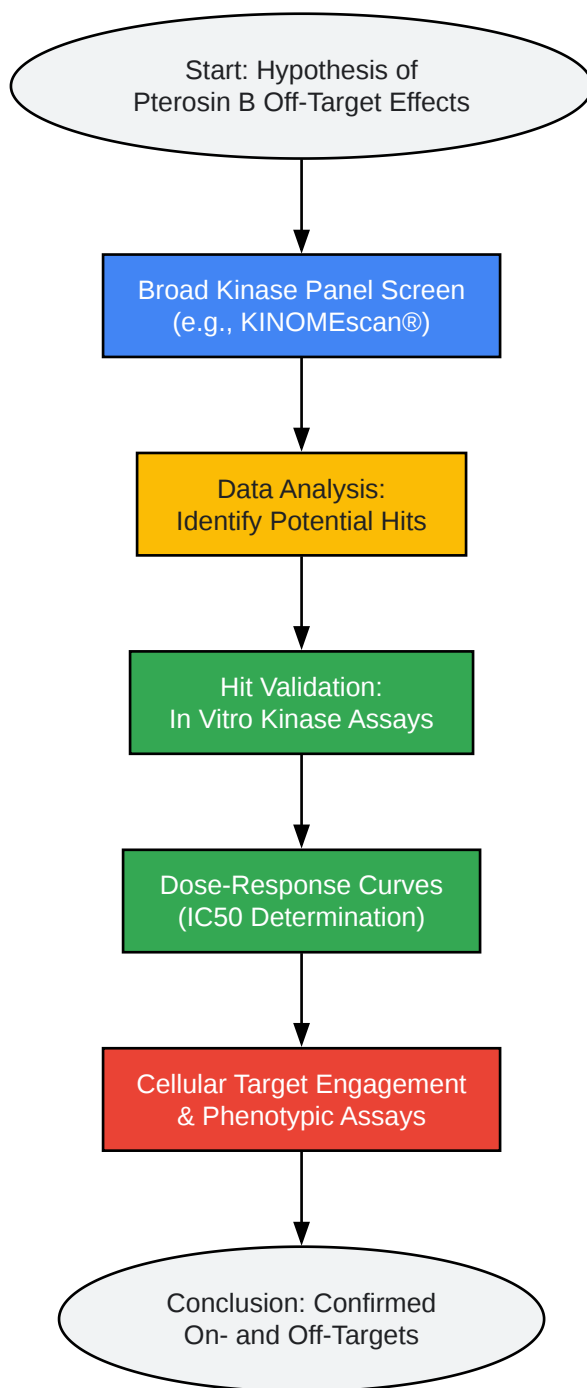 Start: Hypothesis of
Pterosin B Off-Target Effects
Broad Kinase Panel Screen
(e.g., KINOMEscan®)
Data Analysis:
Identify Potential Hits
Hit Validation:
In Vitro Kinase Assays
Dose-Response Curves
(IC50 Determination)
Cellular Target Engagement
& Phenotypic Assays
Conclusion: Confirmed
On- and Off-Targets